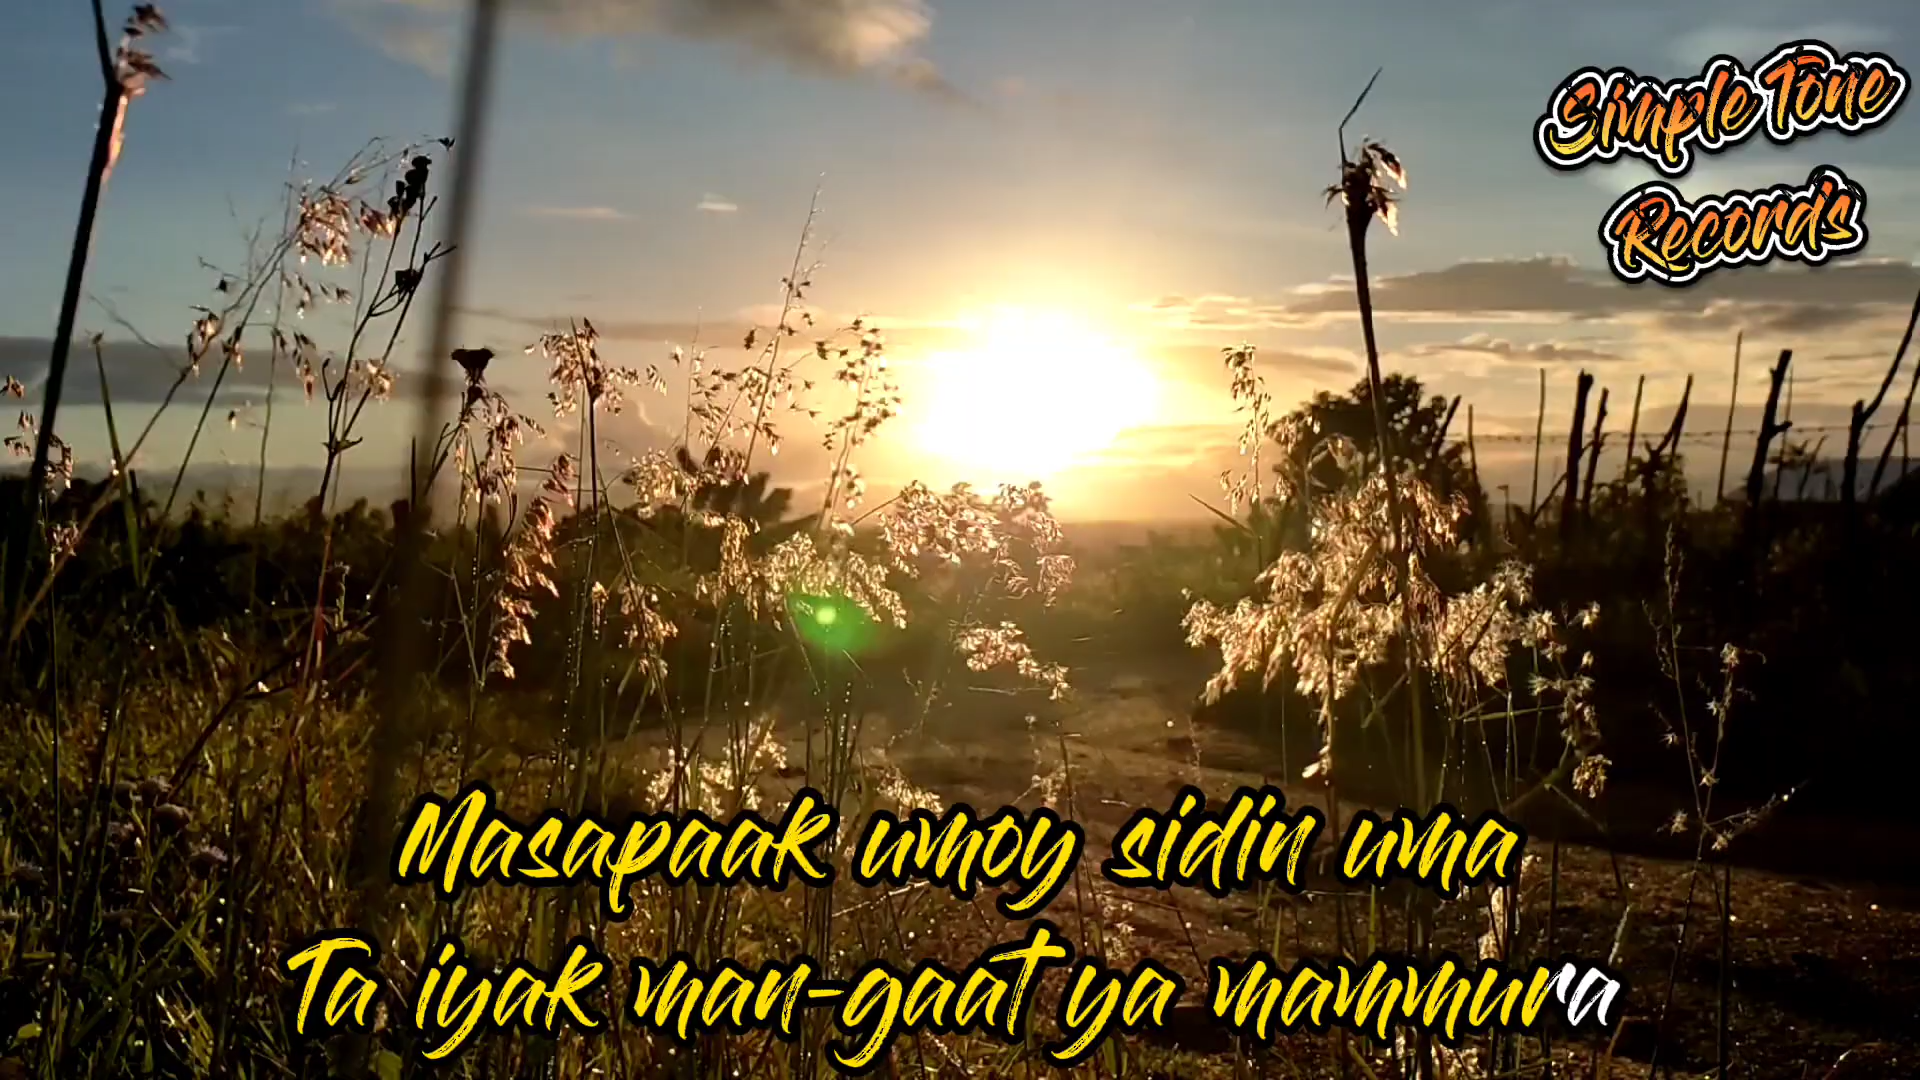 Simple Tone
Records
Masapaak umoy sidin uma
Ta iyak man-gaat ya mammura